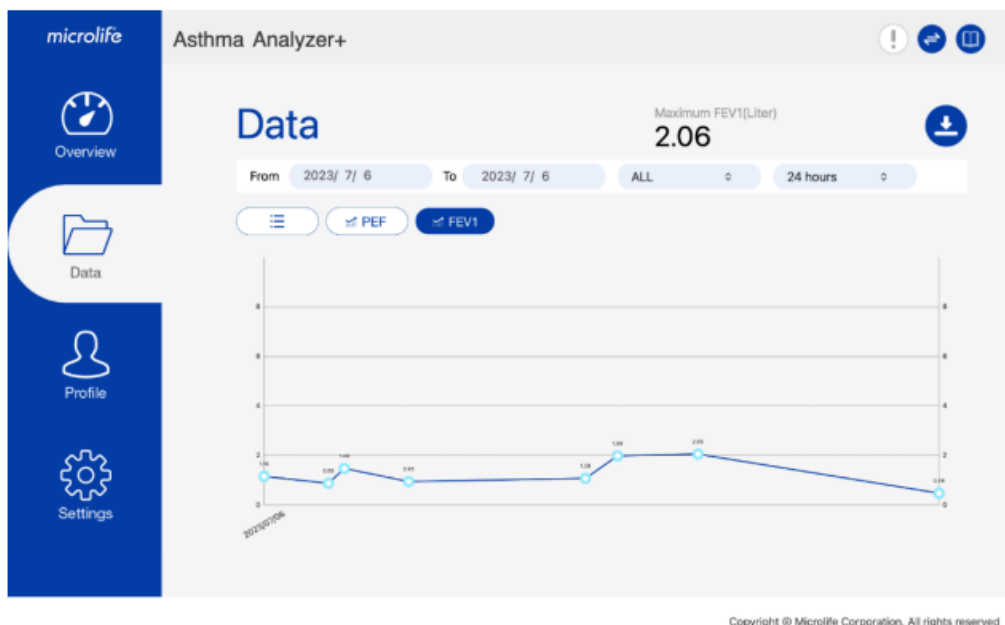 microlife
Asthma Analyzer+
Overview
Data
Profile
Settings
Data
Maximum FEV1(Liter)
2.06
From 2023/ 7/ 6 To 2023/ 7/ 6 ALL 24 hours
PEF FEV1
8 8
6 6
4 4
2 2
0 0
2.06
2023/07/06
Copyright © Microlife Corporation. All rights reserved